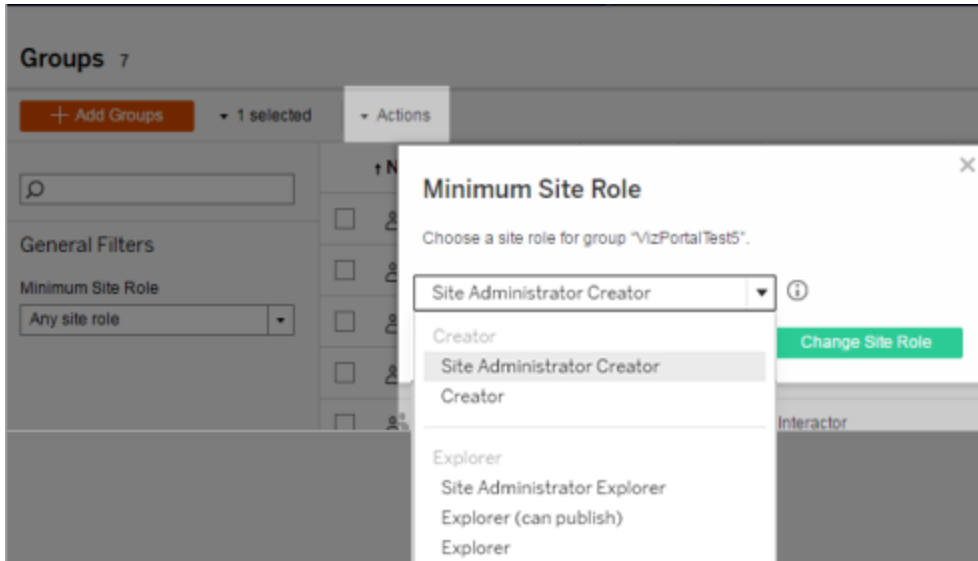 Groups 7
+ Add Groups
1 selected
Actions
↑ N
General Filters
Minimum Site Role
Any site role
Minimum Site Role
Choose a site role for group "VizPortalTest5".
Site Administrator Creator
Creator
Site Administrator Creator
Creator
Change Site Role
Interactor
Explorer
Site Administrator Explorer
Explorer (can publish)
Explorer